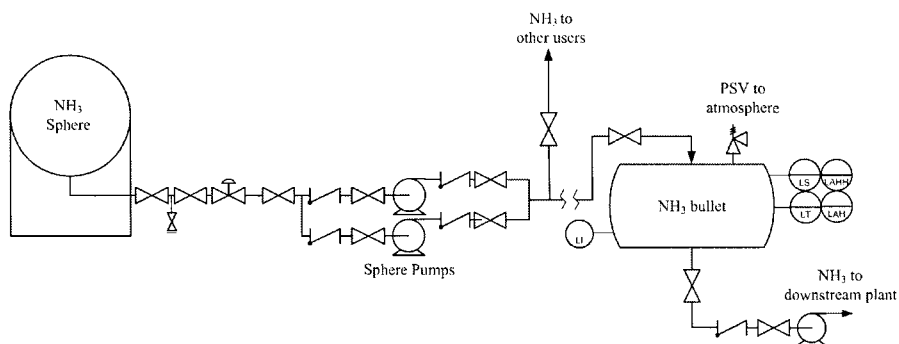 NH₃ to
other users
NH₃
Sphere
PSV to
atmosphere
LS
LAHH
LT
LAH
NH₃ bullet
LI
Sphere Pumps
NH₃ to
downstream plant